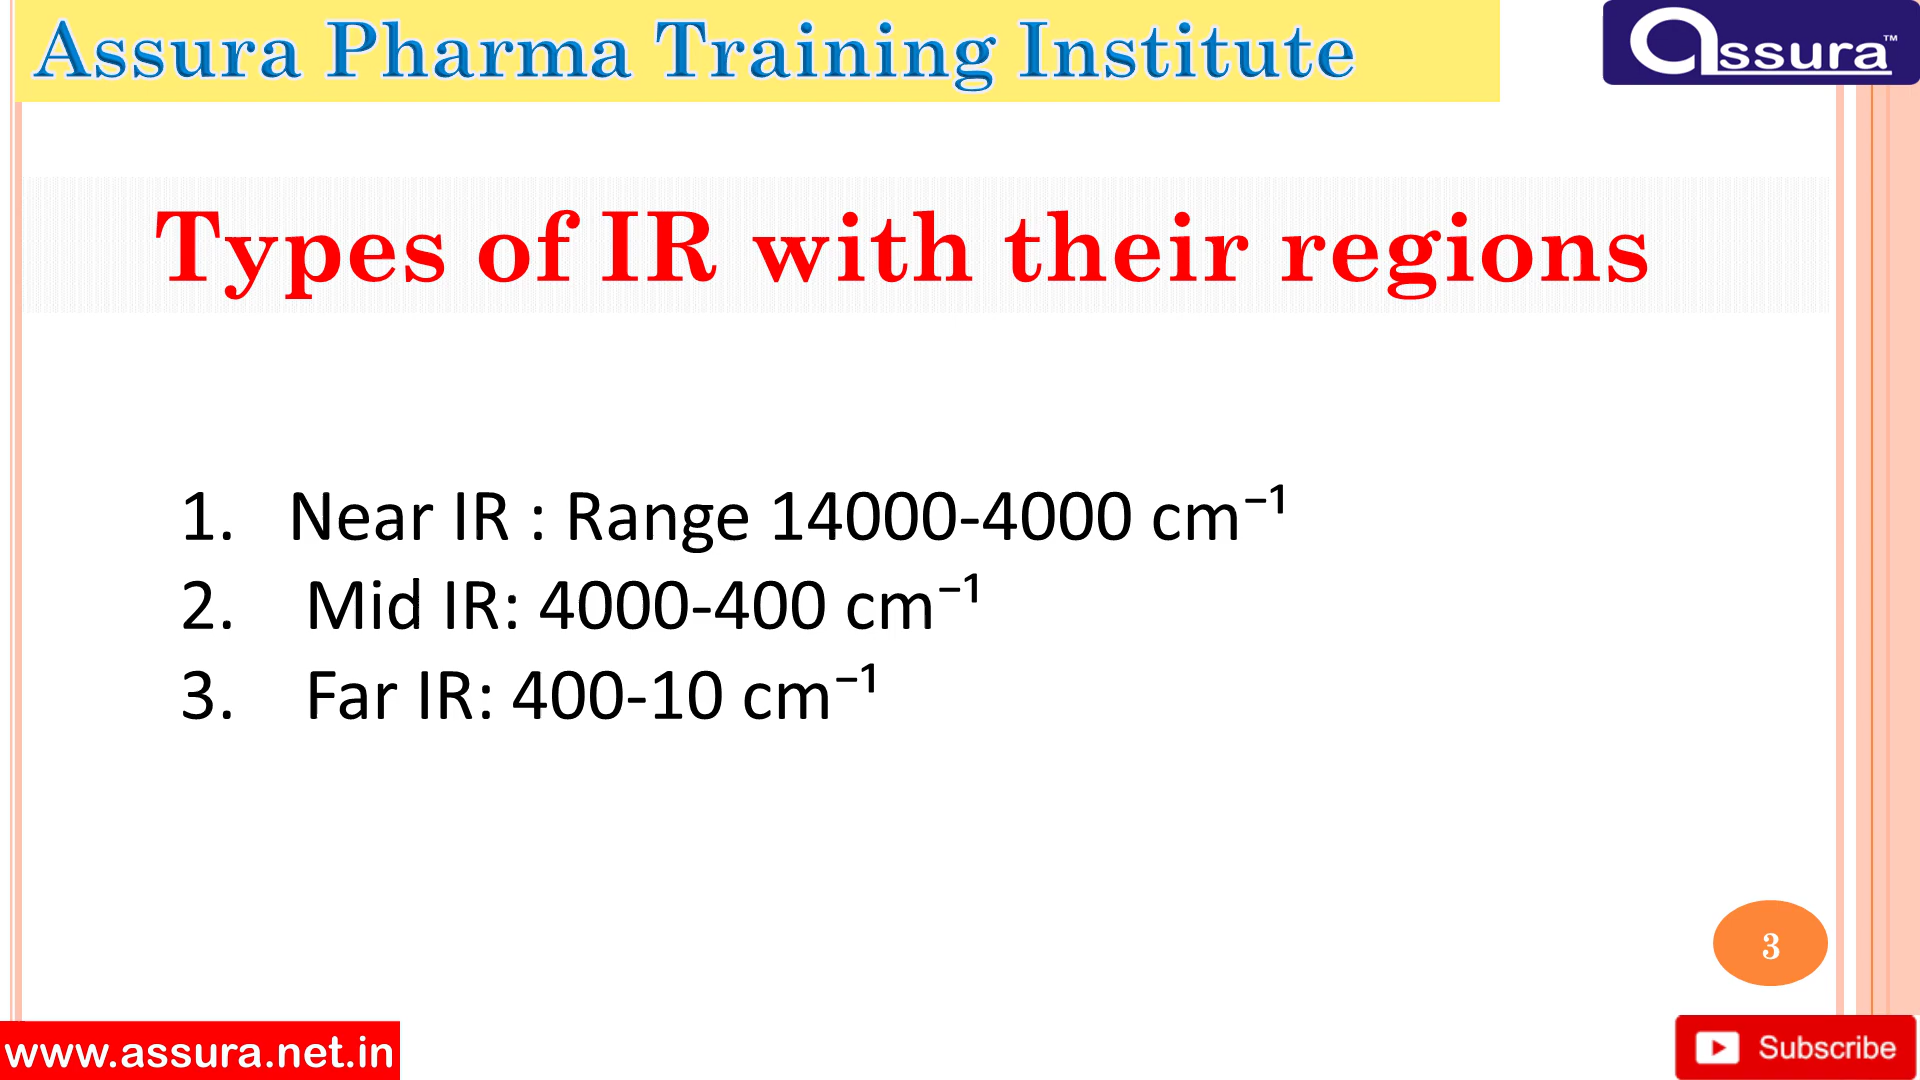 Assura Pharma Training Institute
assura™
Types of IR with their regions
1. Near IR : Range 14000-4000 cm⁻¹
2. Mid IR: 4000-400 cm⁻¹
3. Far IR: 400-10 cm⁻¹
3
www.assura.net.in
Subscribe